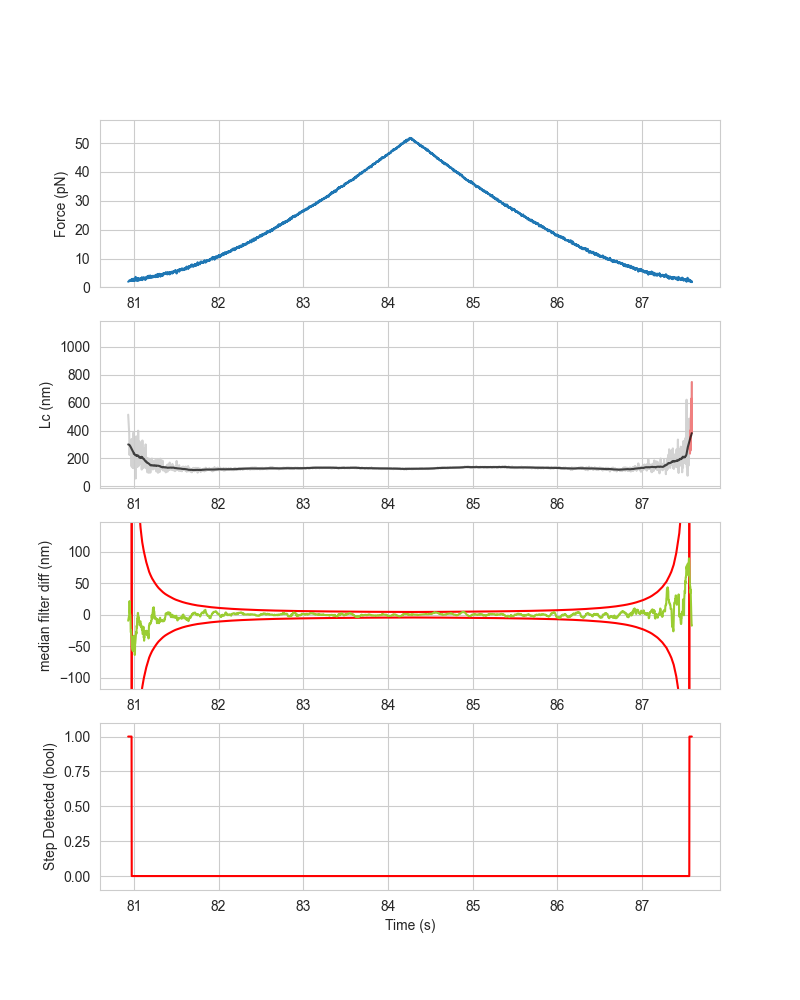 50
40
30
20
10
0
Force (pN)
81 82 83 84 85 86 87
1000
800
600
400
200
0
Lc (nm)
81 82 83 84 85 86 87
100
50
0
−50
−100
median filter diff (nm)
81 82 83 84 85 86 87
1.00
0.75
0.50
0.25
0.00
Step Detected (bool)
81 82 83 84 85 86 87
Time (s)